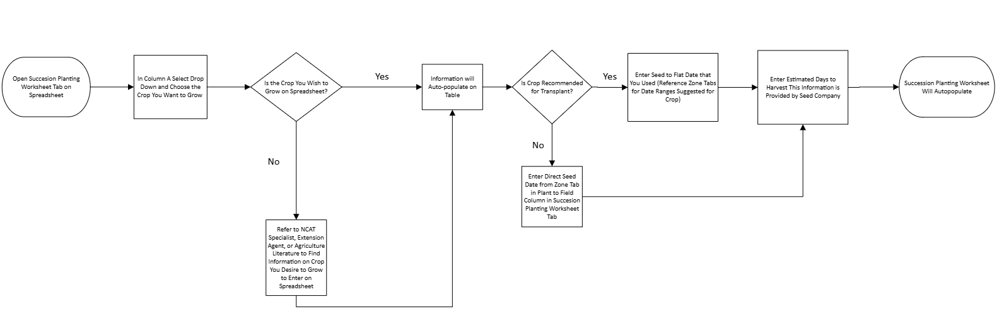 Open Succesion Planting
Worksheet Tab on
Spreadsheet
In Column A Select Drop
Down and Choose the
Crop You Want to Grow
Is the Crop You Wish to
Grow on Spreadsheet?
Yes
No
Refer to NCAT
Specialist, Extension
Agent, or Agriculture
Literature to Find
Information on Crop
You Desire to Grow
to Enter on
Spreadsheet
Information will
Auto-populate on
Table
Is Crop Recommended
for Transplant?
Yes
No
Enter Direct Seed
Date from Zone Tab
in Plant to Field
Column in Succesion
Planting Worksheet
Tab
Enter Seed to Flat Date that
You Used (Reference Zone Tabs
for Date Ranges Suggested for
Crop)
Enter Estimated Days to
Harvest This Information is
Provided by Seed Company
Succession Planting Worksheet
Will Autopopulate